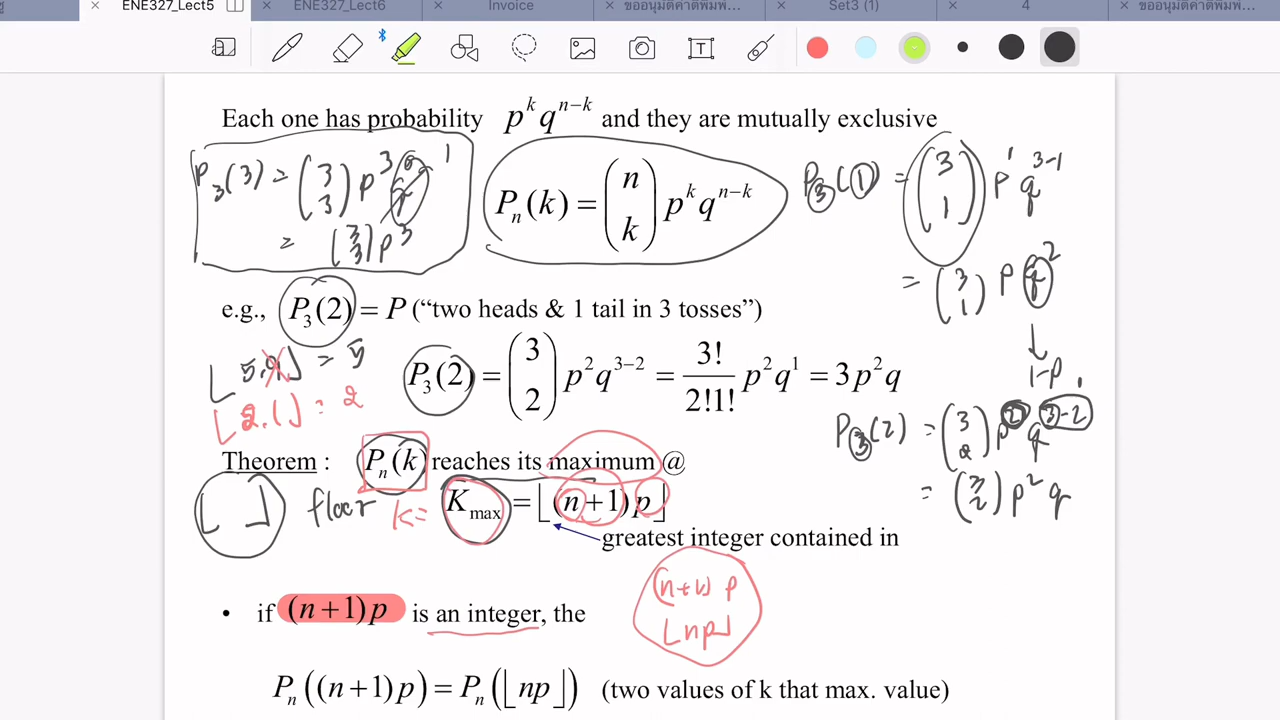 ENE327_Lect5 ENE327_Lect6 Invoice ขออนุมัติคำติพิมพ์... Set3 (1) 4 ขออนุมัติคำติพิมพ์...
T
Each one has probability p^k q^{n-k} and they are mutually exclusive
P_3(3) = (3 3) p^3 q^0 1
= (3 3) p^3
P_n(k) = (n k) p^k q^{n-k}
P_3(1) = (3 1) p^1 q^{3-1}
= (3 1) p q^2
↓
1-p
e.g., P_3(2) = P ("two heads & 1 tail in 3 tosses")
⌊5.9⌋ = 5
⌊2.1⌋ = 2
P_3(2) = (3 2) p^2 q^{3-2} = 3!/2!1! p^2 q^1 = 3p^2 q
P_3(2) = (3 2) p^2 q^{3-2} 1
= (3 2) p^2 q
Theorem : P_n(k) reaches its maximum @
⌊ ⌋ floor k= K_max = ⌊(n+1)p⌋
greatest integer contained in
(n+1) p
⌊np⌋
• if (n+1)p is an integer, the
P_n((n+1)p) = P_n(⌊np⌋) (two values of k that max. value)